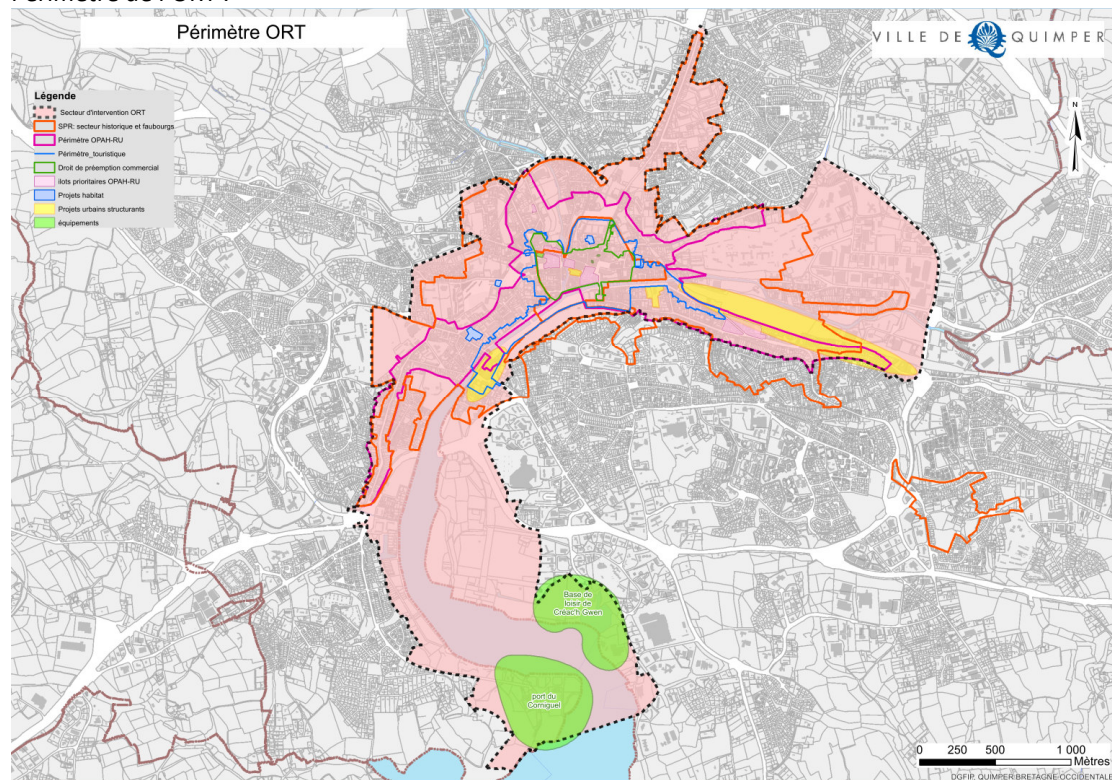 Périmètre ORT
VILLE DE QUIMPER
Légende
Secteur d'intervention ORT
SPR: secteur historique et faubourgs
Périmètre OPAH-RU
Périmètre_touristique
Droit de préemption commercial
ilots prioritaires OPAH-RU
Projets habitat
Projets urbains structurants
équipements
N
Base de
loisir de
Créac'h Gwen
port du
Corniguel
0 250 500 1 000
Mètres
DGFIP, QUIMPER BRETAGNE OCCIDENTAL